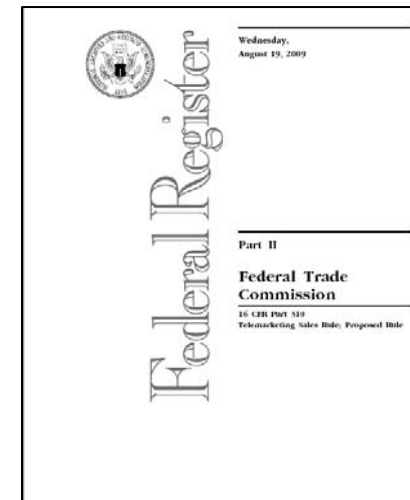 Federal Register
Wednesday,
August 19, 2009
Part II
Federal Trade
Commission
16 CFR Part 310
Telemarketing Sales Rule; Proposed Rule